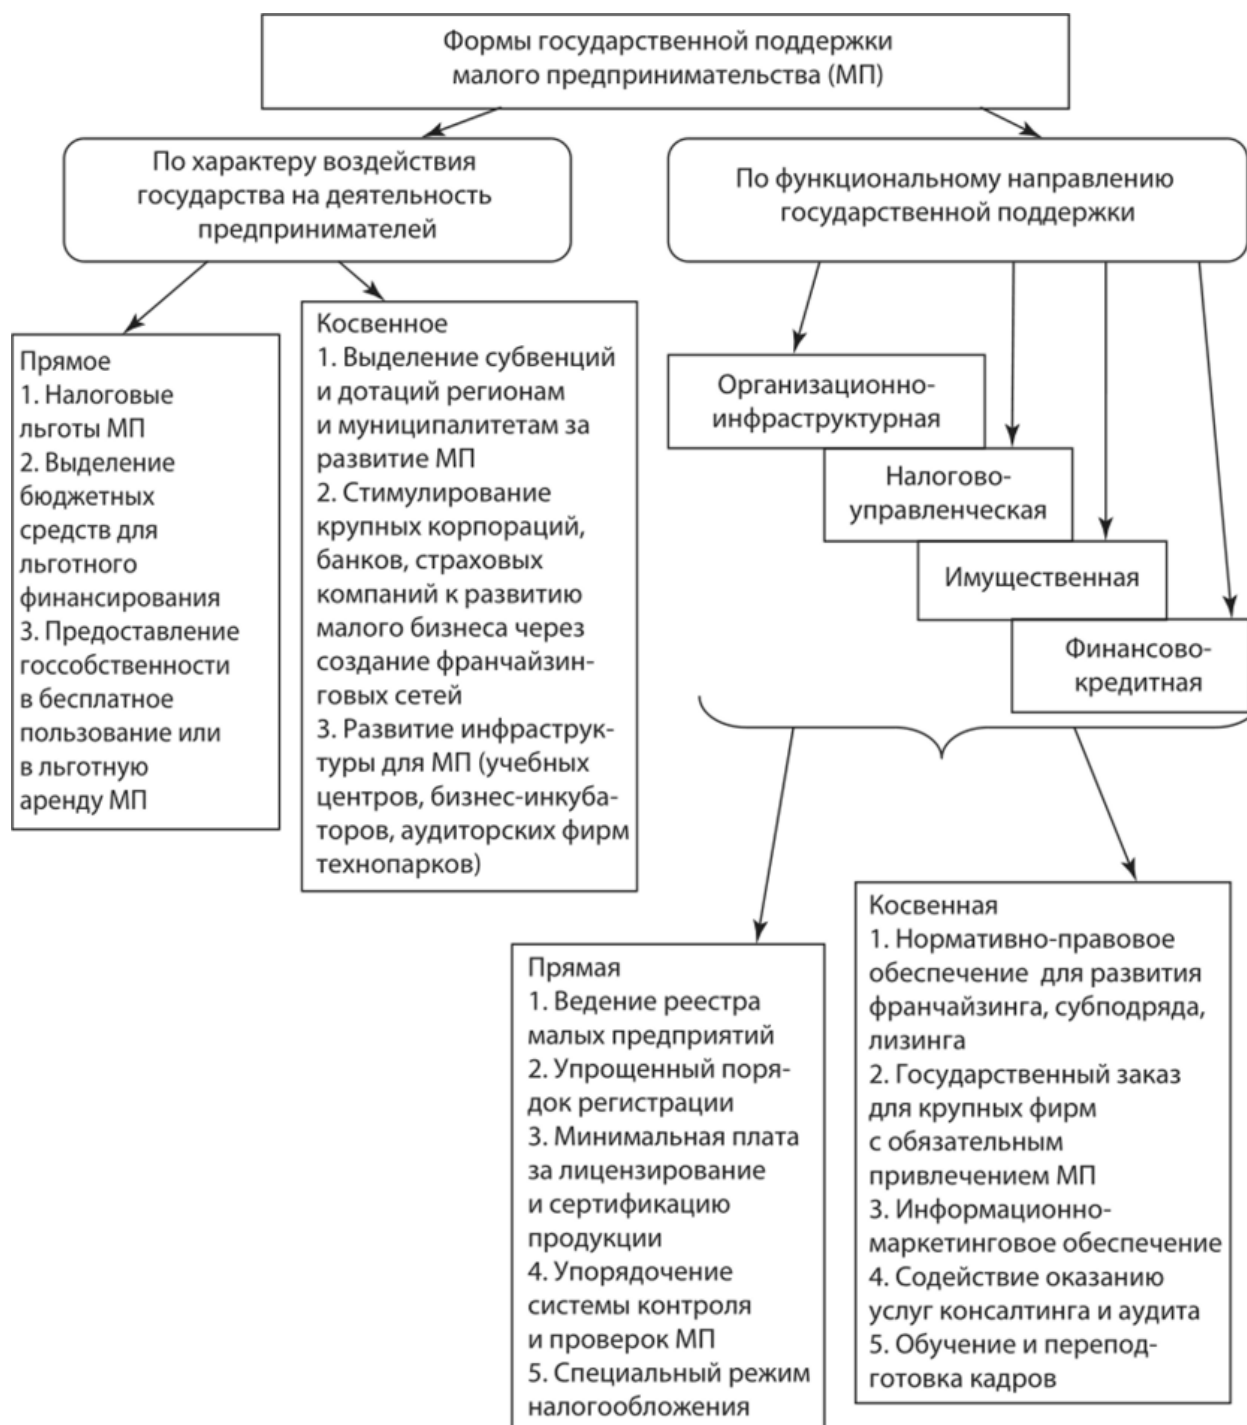 Формы государственной поддержки
малого предпринимательства (МП)
По характеру воздействия
государства на деятельность
предпринимателей
По функциональному направлению
государственной поддержки
Прямое
1. Налоговые
льготы МП
2. Выделение
бюджетных
средств для
льготного
финансирования
3. Предоставление
госсобственности
в бесплатное
пользование или
в льготную
аренду МП
Косвенное
1. Выделение субвенций
и дотаций регионам
и муниципалитетам за
развитие МП
2. Стимулирование
крупных корпораций,
банков, страховых
компаний к развитию
малого бизнеса через
создание франчайзин-
говых сетей
3. Развитие инфраструк-
туры для МП (учебных
центров, бизнес-инкуба-
торов, аудиторских фирм
технопарков)
Организационно-
инфраструктурная
Налогово-
управленческая
Имущественная
Финансово-
кредитная
Прямая
1. Ведение реестра
малых предприятий
2. Упрощенный поря-
док регистрации
3. Минимальная плата
за лицензирование
и сертификацию
продукции
4. Упорядочение
системы контроля
и проверок МП
5. Специальный режим
налогообложения
Косвенная
1. Нормативно-правовое
обеспечение для развития
франчайзинга, субподряда,
лизинга
2. Государственный заказ
для крупных фирм
с обязательным
привлечением МП
3. Информационно-
маркетинговое обеспечение
4. Содействие оказанию
услуг консалтинга и аудита
5. Обучение и перепод-
готовка кадров